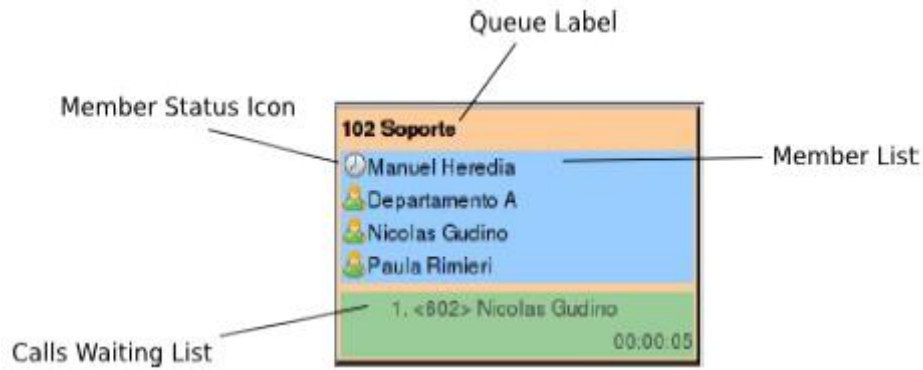 Queue Label
Member Status Icon
102 Soporte
Manuel Heredia
Member List
Departamento A
Nicolas Gudino
Paula Rimieri
1. <602> Nicolas Gudino
00:00:05
Calls Waiting List